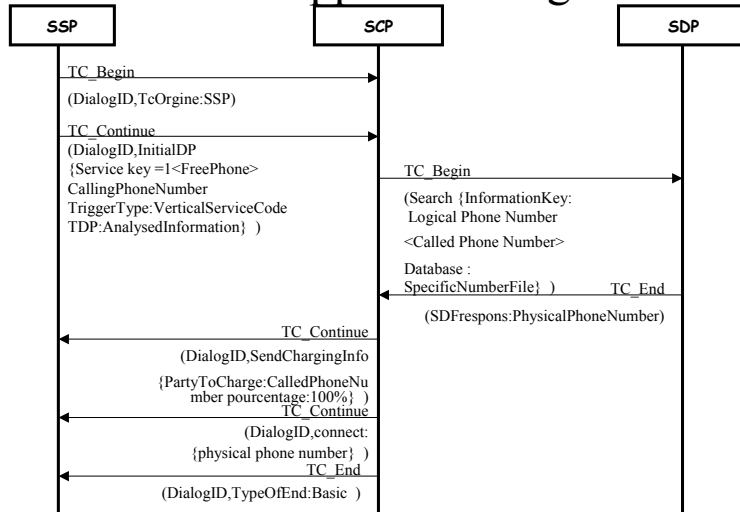 SSP
SCP
SDP
TC_Begin
(DialogID,TcOrgine:SSP)
TC_Continue
(DialogID,InitialDP
{Service key =1<FreePhone>
CallingPhoneNumber
TriggerType:VerticalServiceCode
TDP:AnalysedInformation}  )
TC_Begin
(Search {InformationKey:
Logical Phone Number
<Called Phone Number>
Database :
SpecificNumberFile}  )
TC_End
(SDFrespons:PhysicalPhoneNumber)
TC_Continue
(DialogID,SendChargingInfo
{PartyToCharge:CalledPhoneNu
mber pourcentage:100%}  )
TC_Continue
(DialogID,connect:
{physical phone number}  )
TC_End
(DialogID,TypeOfEnd:Basic  )